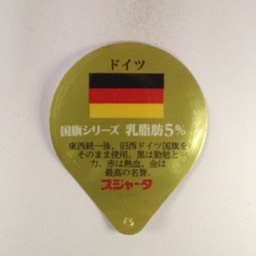 ドイツ
国旗シリーズ 乳脂肪5%
東西統一後、旧西ドイツ国旗を
そのまま使用。黒は勤勉と
力、赤は熱血、金は
最高の名誉。
スジャータ